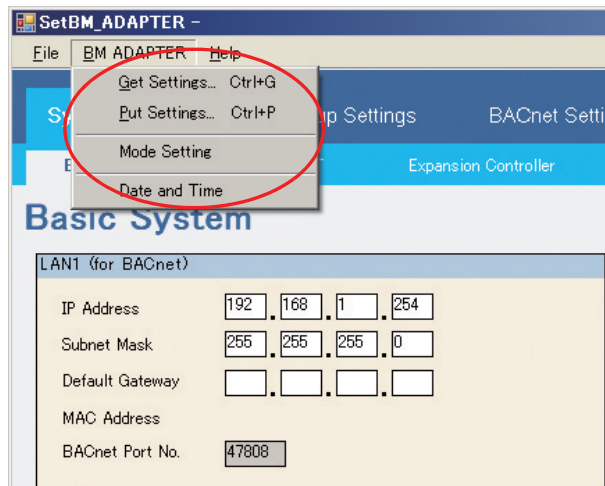 SetBM_ADAPTER -
File BM ADAPTER Help
Get Settings... Ctrl+G
Put Settings... Ctrl+P
Mode Setting
Date and Time
Sy up Settings BACnet Setti
Expansion Controller
Basic System
LAN1 (for BACnet)
IP Address 192 . 168 . 1 . 254
Subnet Mask 255 . 255 . 255 . 0
Default Gateway . . .
MAC Address
BACnet Port No. 47808